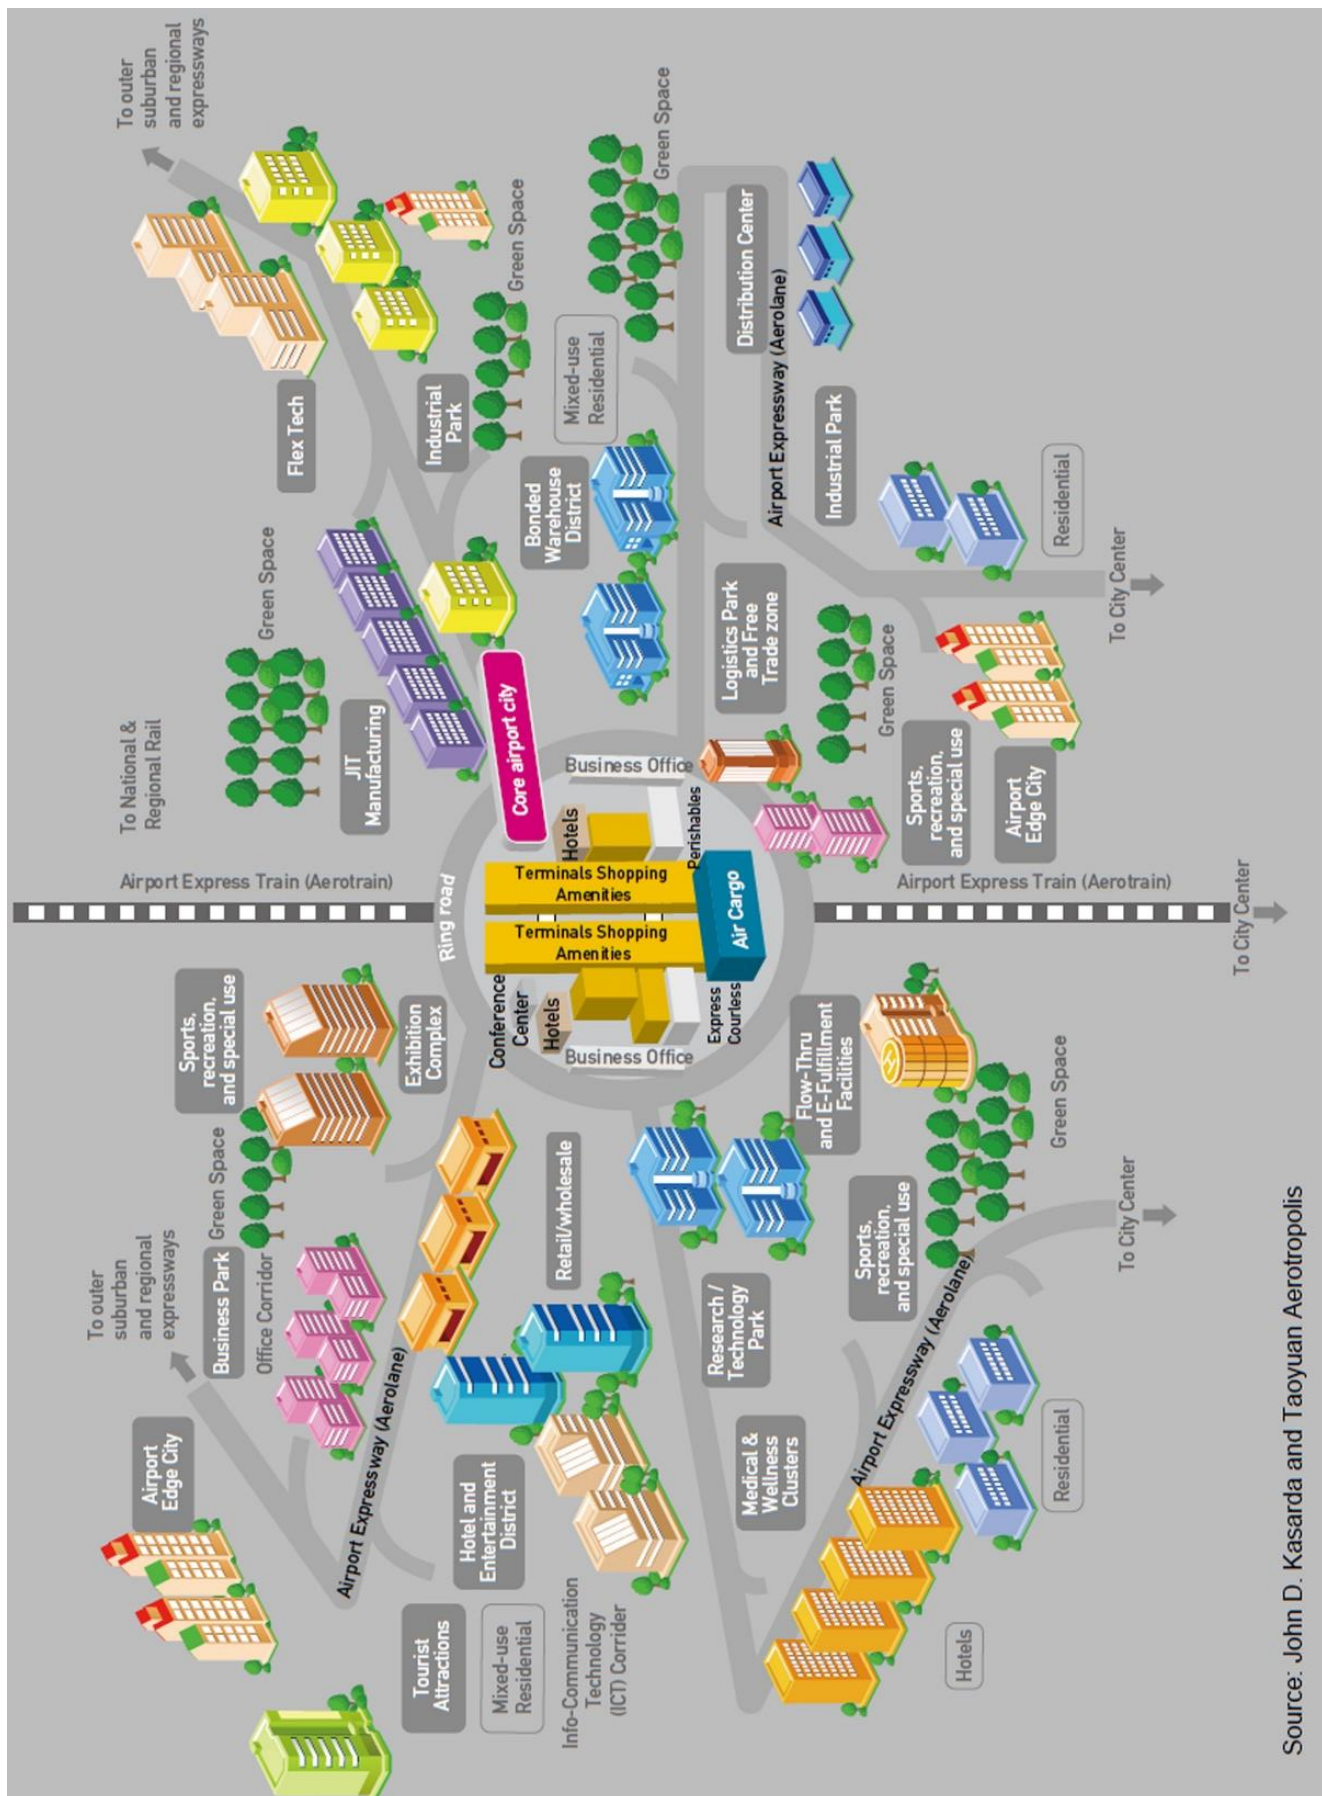 Airport
Edge City
To outer
suburban
and regional
expressways
Business Park
Office Corridor
Green Space
Sports,
recreation,
and special use
To National &
Regional Rail
Airport Express Train (Aerotrain)
Green Space
JIT
Manufacturing
Flex Tech
To outer
suburban
and regional
expressways
Airport Expressway (Aerolane)
Exhibition
Complex
Ring road
Core airport city
Industrial
Park
Green Space
Tourist
Attractions
Mixed-use
Residential
Info-Communication
Technology
(ICT) Corrider
Hotel and
Entertainment
District
Retail/wholesale
Conference
Center
Hotels
Business Office
Terminals Shopping
Amenities
Terminals Shopping
Amenities
Hotels
Business Office
Perishables
Express
Courless
Air Cargo
Bonded
Warehouse
District
Mixed-use
Residential
Green Space
Medical &
Wellness
Clusters
Research /
Technology
Park
Flow-Thru
and E-Fulfillment
Facilities
Logistics Park
and Free
Trade zone
Distribution Center
Airport Expressway (Aerolane)
Industrial Park
Airport Expressway (Aerolane)
Sports,
recreation,
and special use
Green Space
Sports,
recreation,
and special use
Green Space
Airport Express Train (Aerotrain)
Airport
Edge City
Hotels
Residential
Green Space
Residential
To City Center
To City Center
To City Center
Source: John D. Kasarda and Taoyuan Aerotropolis